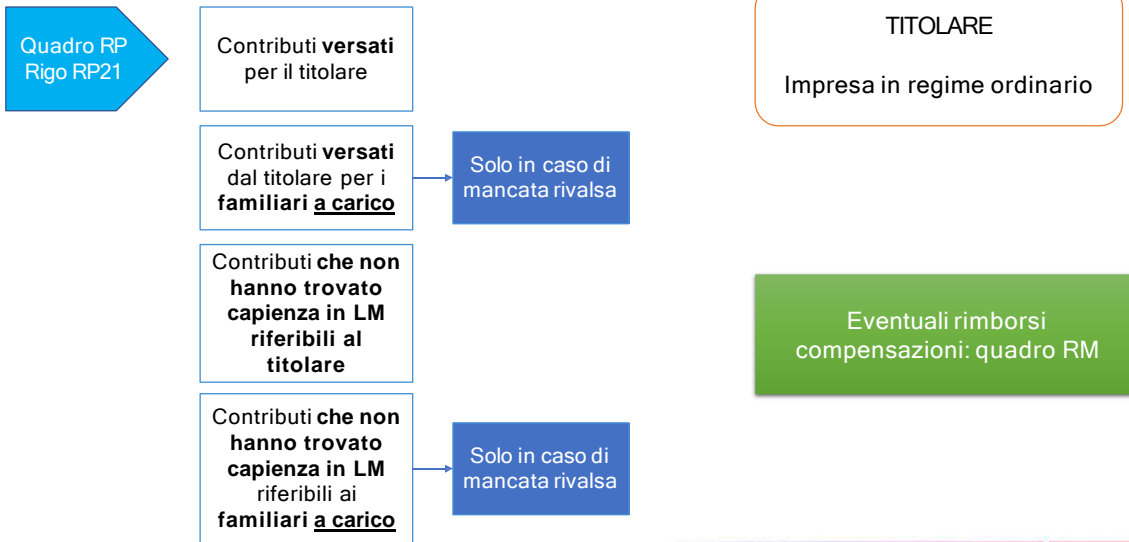 Quadro RP
Rigo RP21
Contributi versati
per il titolare
TITOLARE
Impresa in regime ordinario
Contributi versati
dal titolare per i
familiari a carico
Solo in caso di
mancata rivalsa
Contributi che non
hanno trovato
capienza in LM
riferibili al
titolare
Eventuali rimborsi
compensazioni: quadro RM
Contributi che non
hanno trovato
capienza in LM
riferibili ai
familiari a carico
Solo in caso di
mancata rivalsa